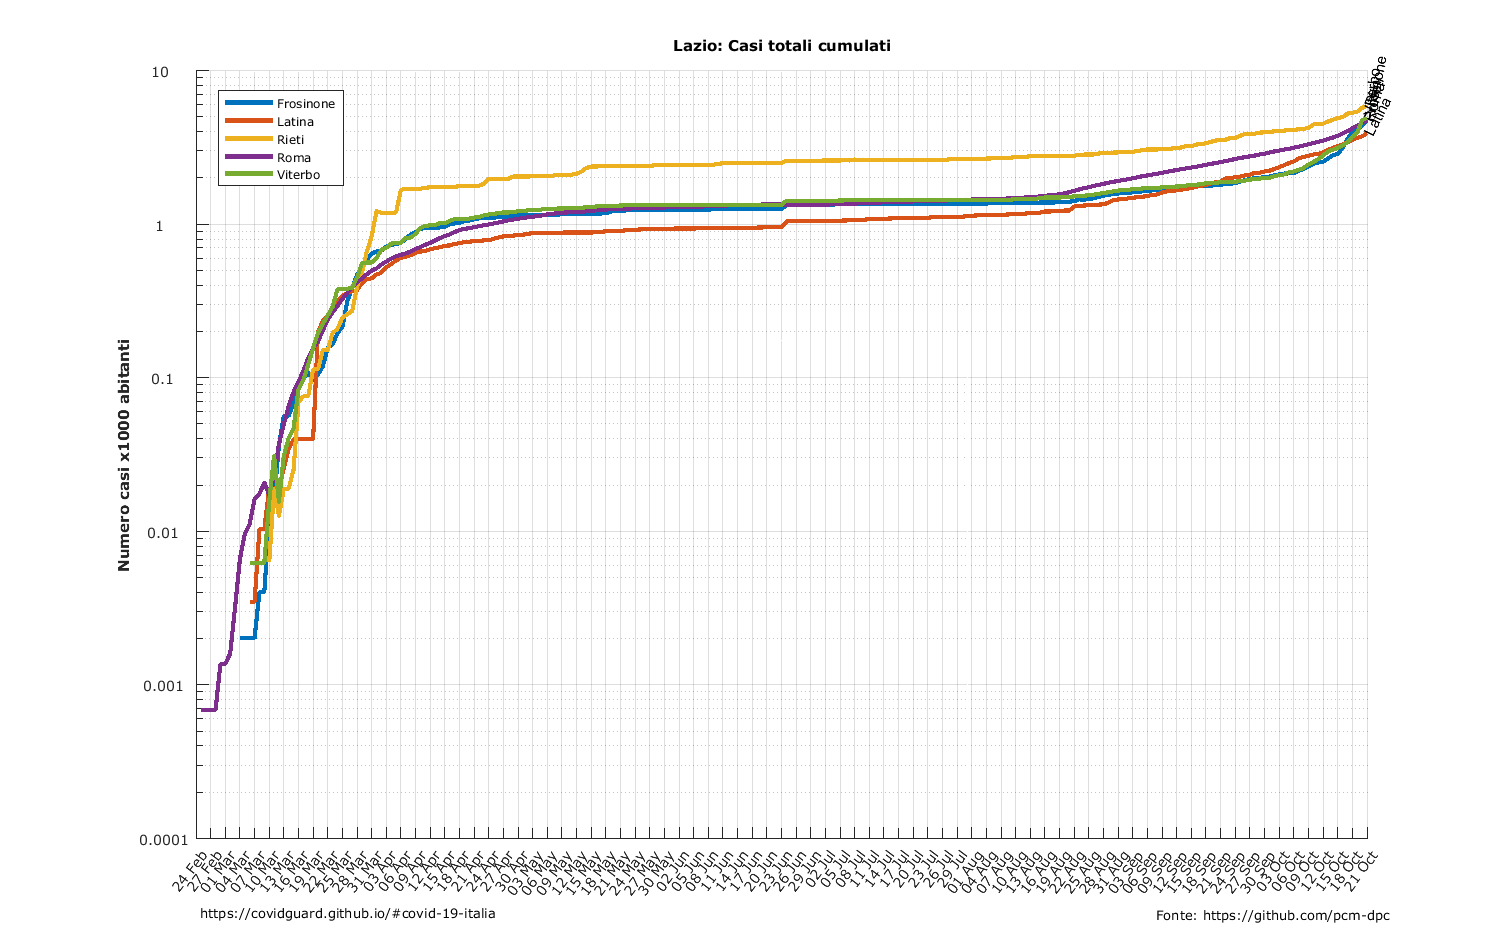 Lazio: Casi totali cumulati
10
1
0.1
0.01
0.001
0.0001
Numero casi x1000 abitanti
Frosinone
Latina
Rieti
Roma
Viterbo
Latina
24 Feb
27 Feb
01 Mar
04 Mar
07 Mar
10 Mar
13 Mar
16 Mar
19 Mar
22 Mar
25 Mar
28 Mar
31 Mar
03 Apr
06 Apr
09 Apr
12 Apr
15 Apr
18 Apr
21 Apr
24 Apr
27 Apr
30 Apr
03 May
06 May
09 May
12 May
15 May
18 May
21 May
24 May
27 May
30 May
02 Jun
05 Jun
08 Jun
11 Jun
14 Jun
17 Jun
20 Jun
23 Jun
26 Jun
29 Jun
02 Jul
05 Jul
08 Jul
11 Jul
14 Jul
17 Jul
20 Jul
23 Jul
26 Jul
29 Jul
01 Aug
04 Aug
07 Aug
10 Aug
13 Aug
16 Aug
19 Aug
22 Aug
25 Aug
28 Aug
31 Aug
03 Sep
06 Sep
09 Sep
12 Sep
15 Sep
18 Sep
21 Sep
24 Sep
27 Sep
30 Sep
03 Oct
06 Oct
09 Oct
12 Oct
15 Oct
18 Oct
21 Oct
https://covidguard.github.io/#covid-19-italia
Fonte: https://github.com/pcm-dpc